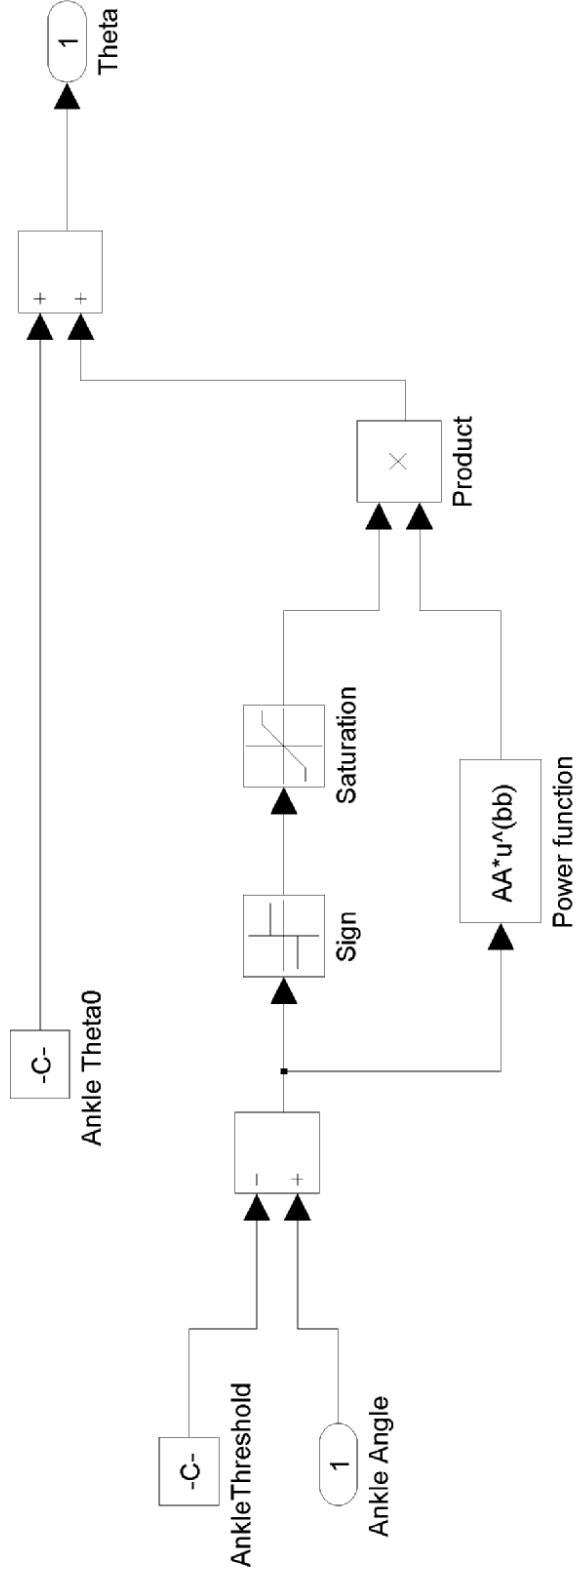 -C-
Ankle Theta0
+
+
1
Theta
-C-
AnkleThreshold
1
Ankle Angle
−
+
Sign
Saturation
×
Product
AA*u^(bb)
Power function